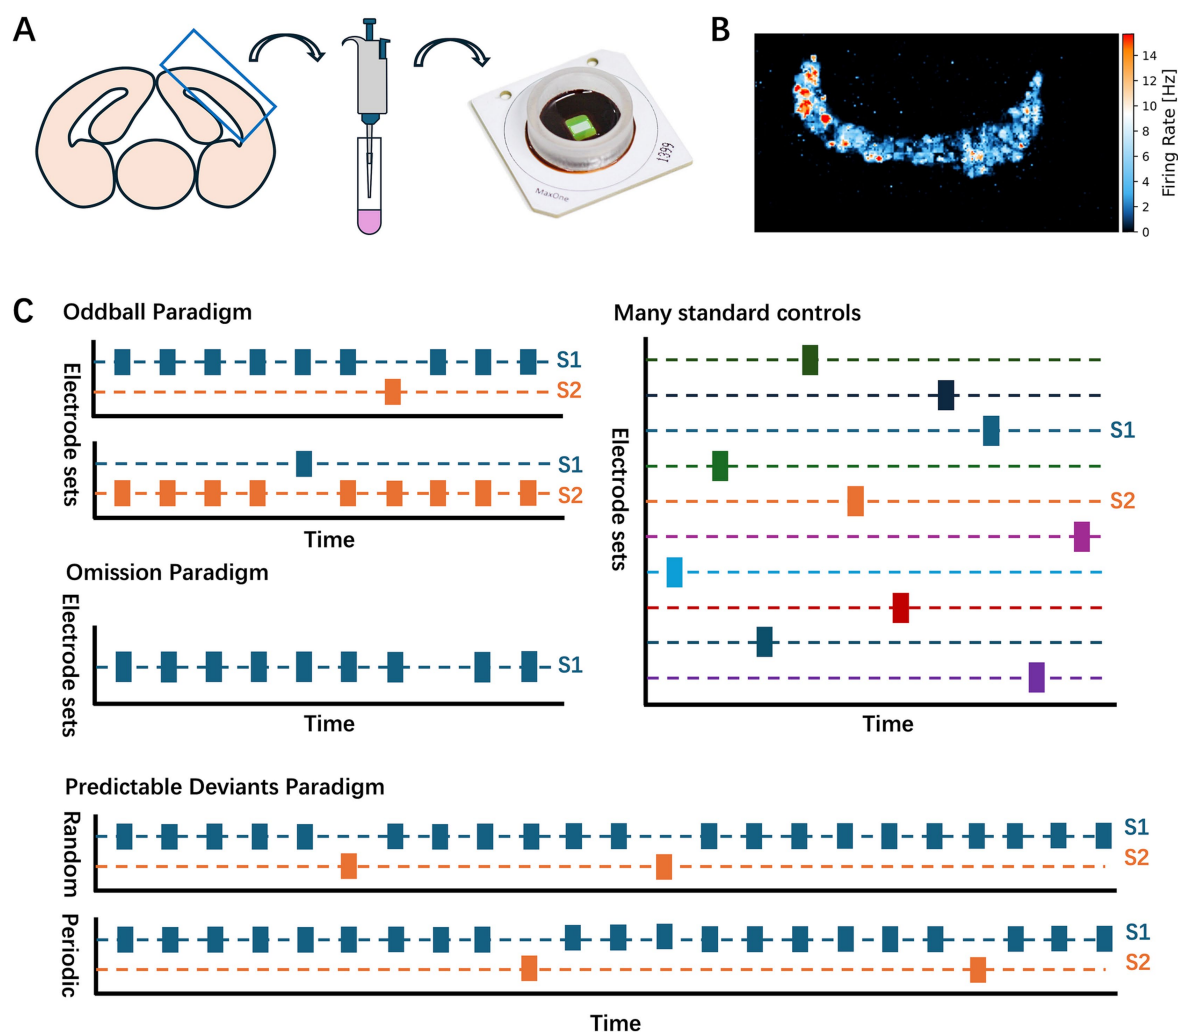 A
MaxOne
1399
B
14
12
10
8
6
4
2
0
Firing Rate [Hz]
C
Oddball Paradigm
Electrode sets
S1
S2
S1
S2
Time
Many standard controls
Electrode sets
S1
S2
Time
Omission Paradigm
Electrode sets
S1
Time
Predictable Deviants Paradigm
Random
S1
S2
Periodic
S1
S2
Time